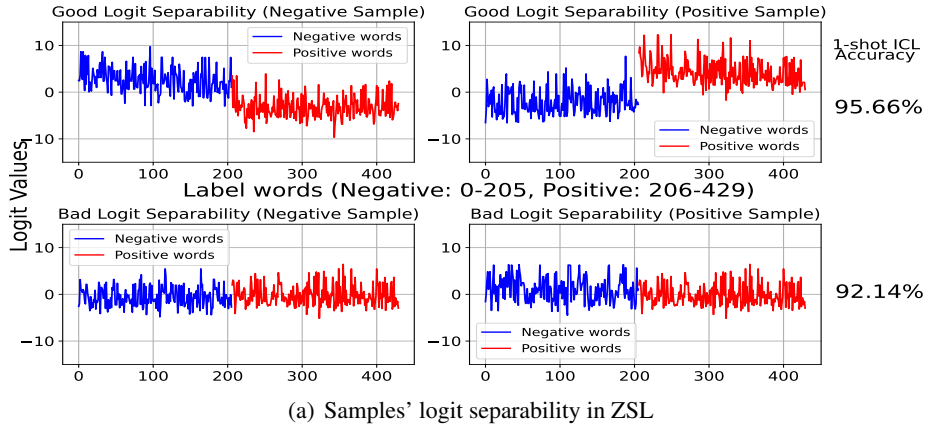 Good Logit Separability (Negative Sample)
Good Logit Separability (Positive Sample)
Negative words
Positive words
Negative words
Positive words
10
0
−10
10
0
−10
0 100 200 300 400
0 100 200 300 400
1-shot ICL
Accuracy
95.66%
Logit Values
Label words (Negative: 0-205, Positive: 206-429)
Bad Logit Separability (Negative Sample)
Bad Logit Separability (Positive Sample)
Negative words
Positive words
Negative words
Positive words
10
0
−10
10
0
−10
0 100 200 300 400
0 100 200 300 400
92.14%
(a) Samples' logit separability in ZSL